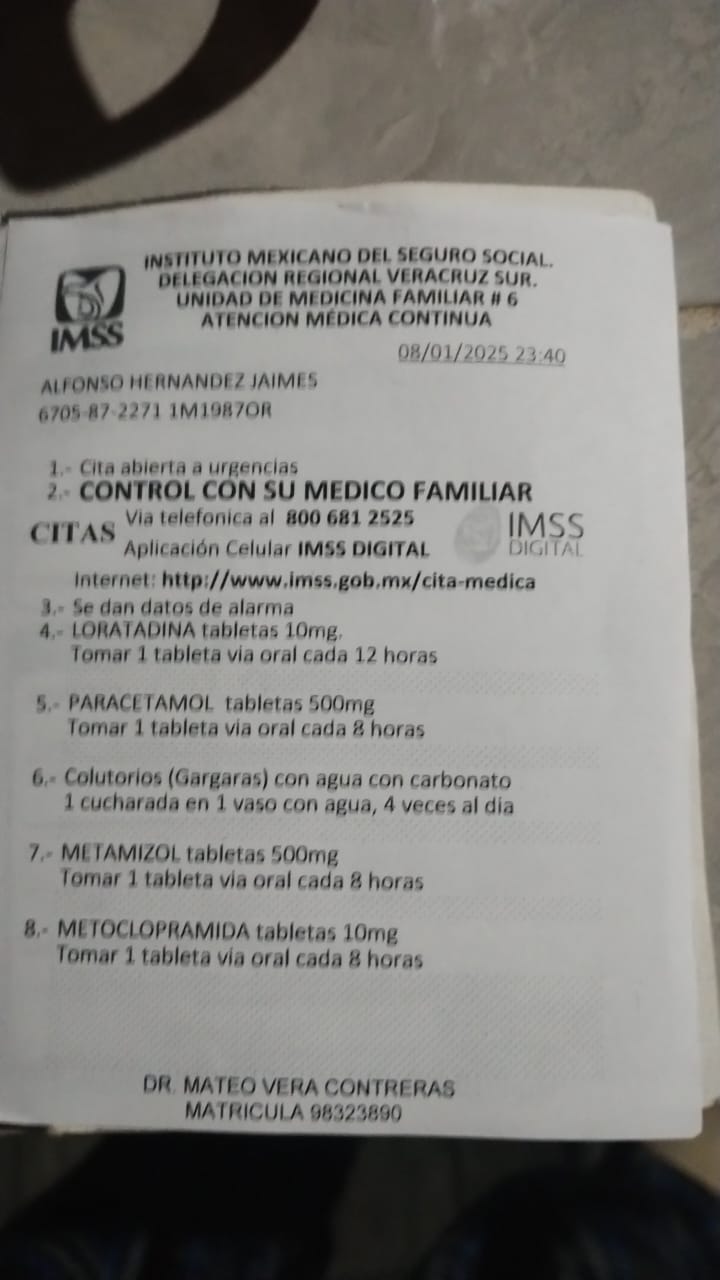 INSTITUTO MEXICANO DEL SEGURO SOCIAL.
DELEGACION REGIONAL VERACRUZ SUR.
UNIDAD DE MEDICINA FAMILIAR # 6
ATENCION MÉDICA CONTINUA
IMSS
08/01/2025 23:40
ALFONSO HERNANDEZ JAIMES
6705-87-2271 1M1987OR
1.- Cita abierta a urgencias
2.- CONTROL CON SU MEDICO FAMILIAR
CITAS Via telefonica al 800 681 2525
Aplicación Celular IMSS DIGITAL
IMSS
DIGITAL
Internet: http://www.imss.gob.mx/cita-medica
3.- Se dan datos de alarma
4.- LORATADINA tabletas 10mg.
Tomar 1 tableta via oral cada 12 horas
5.- PARACETAMOL tabletas 500mg
Tomar 1 tableta via oral cada 8 horas
6.- Colutorios (Gargaras) con agua con carbonato
1 cucharada en 1 vaso con agua, 4 veces al dia
7.- METAMIZOL tabletas 500mg
Tomar 1 tableta via oral cada 8 horas
8.- METOCLOPRAMIDA tabletas 10mg
Tomar 1 tableta via oral cada 8 horas
DR. MATEO VERA CONTRERAS
MATRICULA 98323890